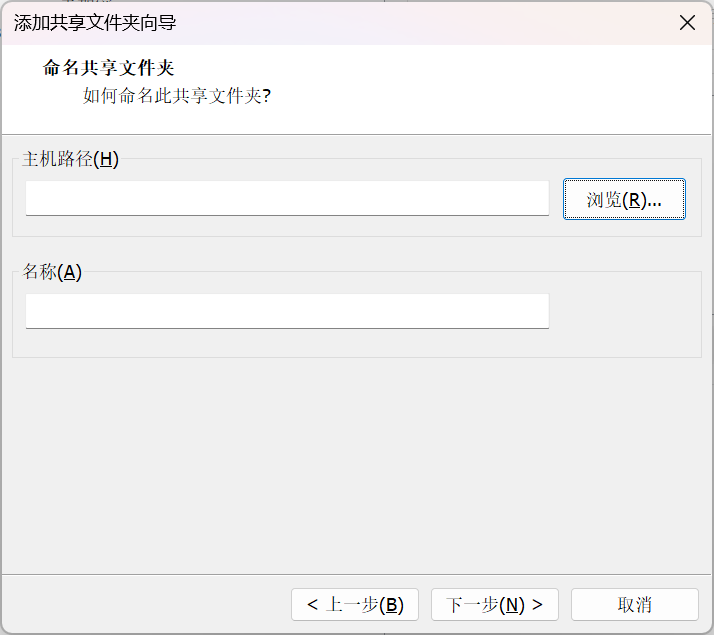 添加共享文件夹向导
命名共享文件夹
如何命名此共享文件夹?
主机路径(H)
浏览(R)...
名称(A)
< 上一步(B)
下一步(N) >
取消